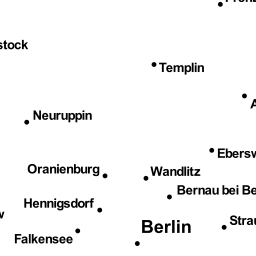 stock
Templin
Neuruppin
Ebersw
Oranienburg
Wandlitz
Bernau bei Be
Hennigsdorf
Strau
Berlin
Falkensee